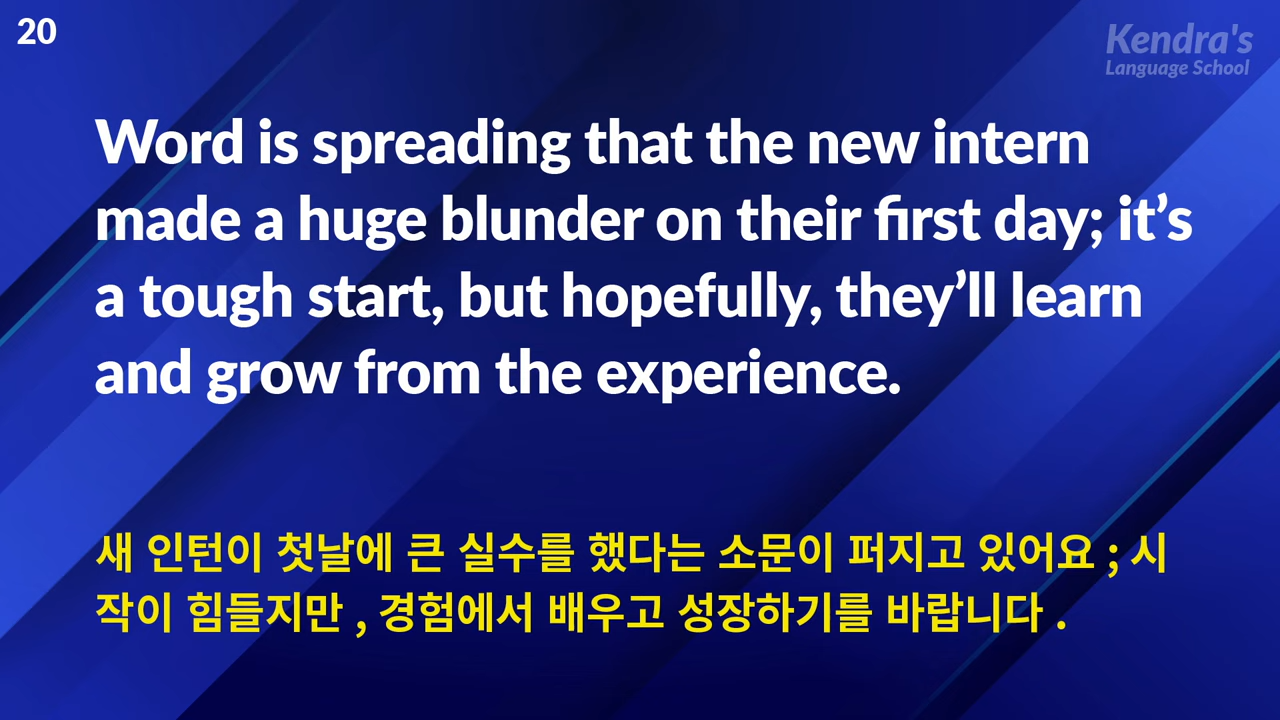 20
Kendra's
Language School
Word is spreading that the new intern
made a huge blunder on their first day; it’s
a tough start, but hopefully, they’ll learn
and grow from the experience.
새 인턴이 첫날에 큰 실수를 했다는 소문이 퍼지고 있어요 ; 시
작이 힘들지만 , 경험에서 배우고 성장하기를 바랍니다 .